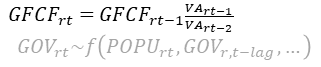 GFCF_rt = GFCF_rt−1 VA_rt−1/VA_rt−2
GOV_rt~f(POPU_rt, GOV_r,t−lag, …)